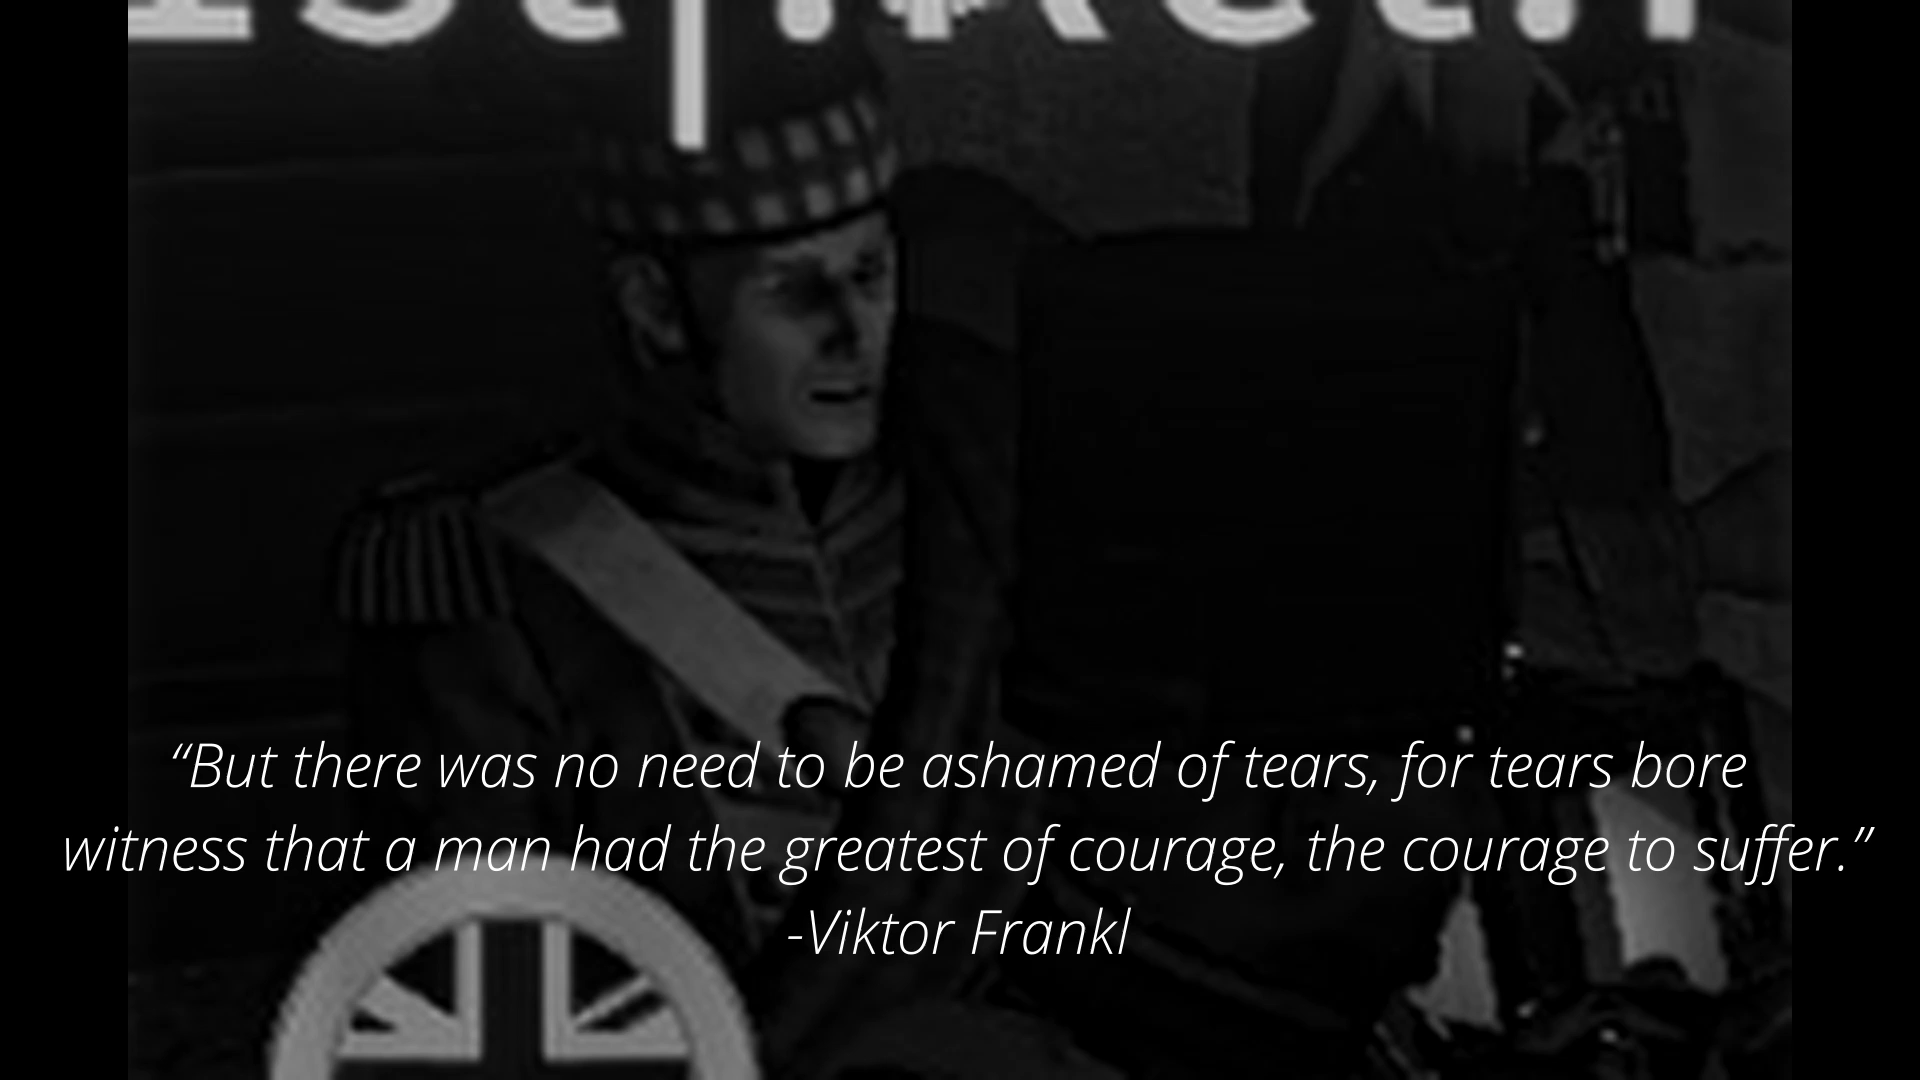 “But there was no need to be ashamed of tears, for tears bore
witness that a man had the greatest of courage, the courage to suffer.”
-Viktor Frankl